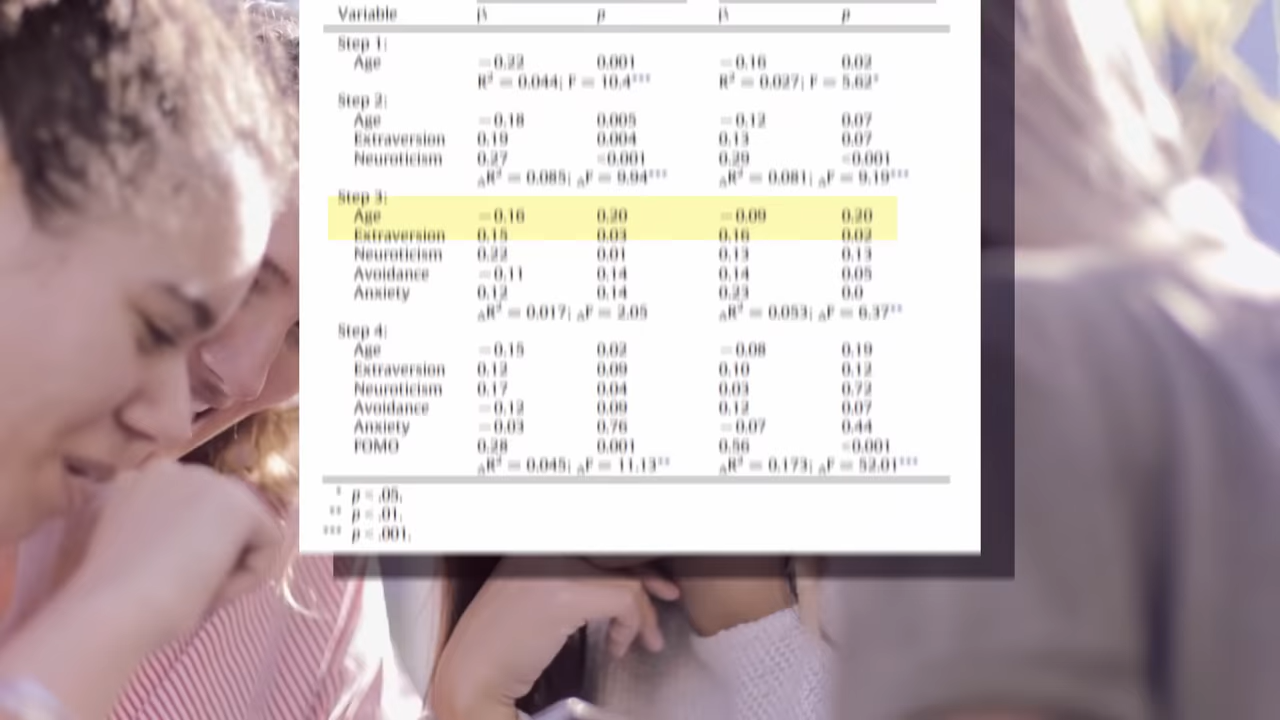 Variable β p β p
Step 1:
Age −0.22 0.001 −0.16 0.02
R² = 0.044; F = 10.4*** R² = 0.027; F = 5.62*
Step 2:
Age −0.18 0.005 −0.12 0.07
Extraversion 0.19 0.004 0.13 0.07
Neuroticism 0.27 <0.001 0.29 <0.001
ΔR² = 0.085; ΔF = 9.94*** ΔR² = 0.081; ΔF = 9.19***
Step 3:
Age −0.16 0.20 −0.09 0.20
Extraversion 0.15 0.03 0.16 0.02
Neuroticism 0.22 0.01 0.13 0.13
Avoidance −0.11 0.14 0.14 0.05
Anxiety 0.12 0.14 0.23 0.0
ΔR² = 0.017; ΔF = 2.05 ΔR² = 0.053; ΔF = 6.37**
Step 4:
Age −0.15 0.02 −0.08 0.19
Extraversion 0.12 0.09 0.10 0.12
Neuroticism 0.17 0.04 0.03 0.72
Avoidance −0.12 0.09 0.12 0.07
Anxiety −0.03 0.76 −0.07 0.44
FOMO 0.28 0.001 0.56 <0.001
ΔR² = 0.045; ΔF = 11.13** ΔR² = 0.173; ΔF = 52.01***
* p < .05.
** p < .01.
*** p < .001.